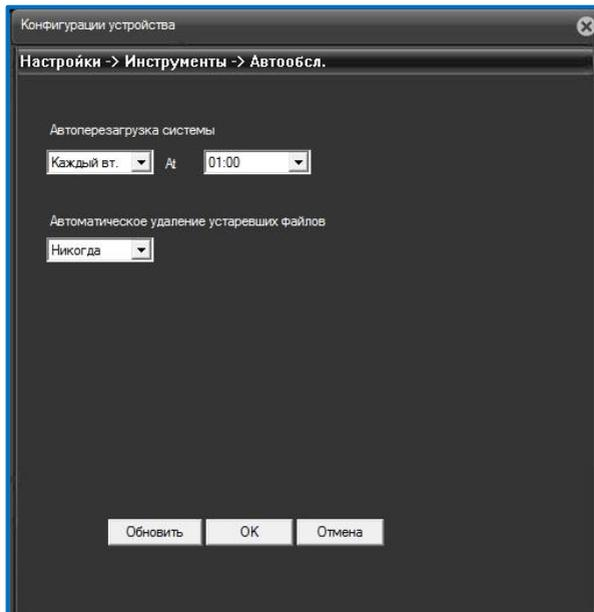 Конфигурации устройства
Настройки -> Инструменты -> Автообсл.
Автоперезагрузка системы
Каждый вт. At 01:00
Автоматическое удаление устаревших файлов
Никогда
Обновить OK Отмена